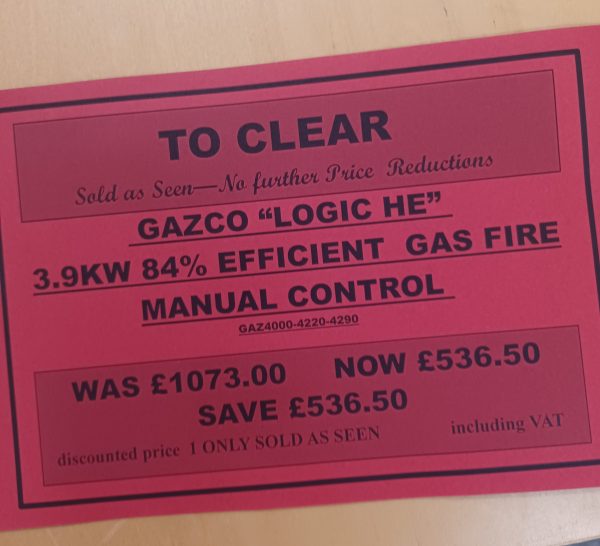 TO CLEAR
Sold as Seen—No further Price Reductions
GAZCO “LOGIC HE”
3.9KW 84% EFFICIENT GAS FIRE
MANUAL CONTROL
GAZ4000-4220-4290
WAS £1073.00 NOW £536.50
SAVE £536.50
discounted price 1 ONLY SOLD AS SEEN including VAT